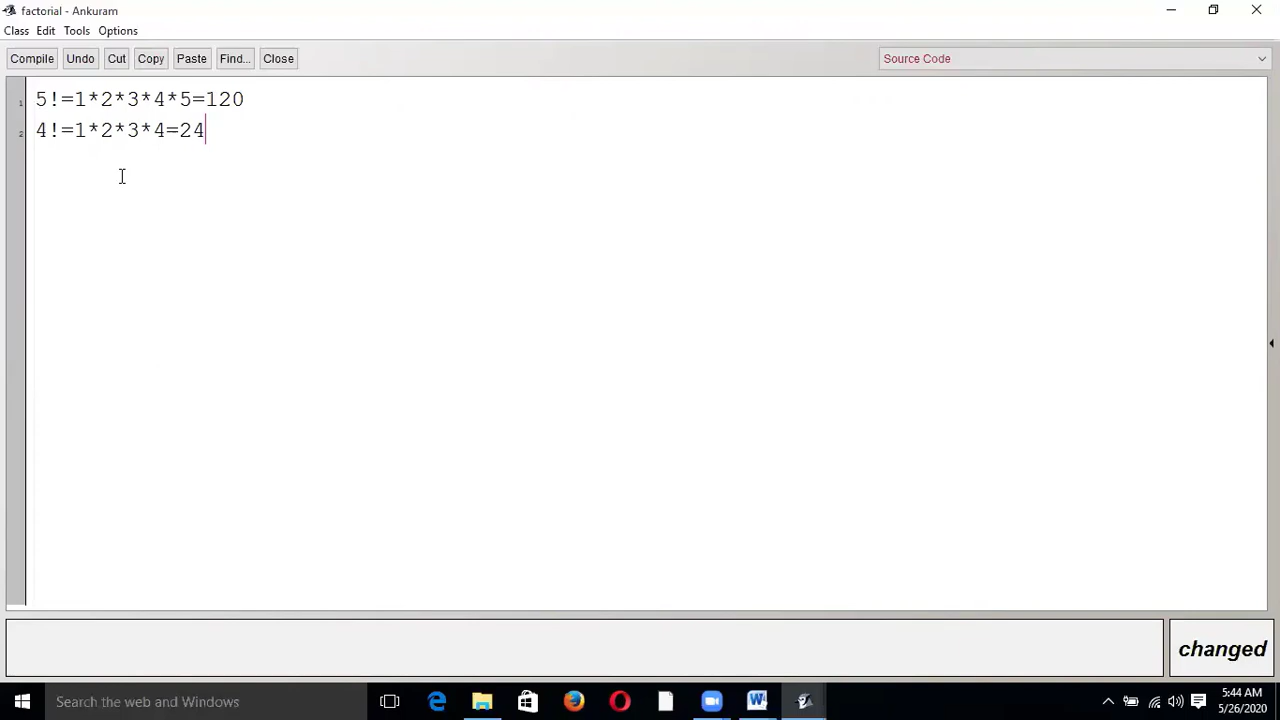 factorial - Ankuram
Class Edit Tools Options
Compile Undo Cut Copy Paste Find... Close Source Code
1 5!=1*2*3*4*5=120
2 4!=1*2*3*4=24
changed
Search the web and Windows
5:44 AM
5/26/2020